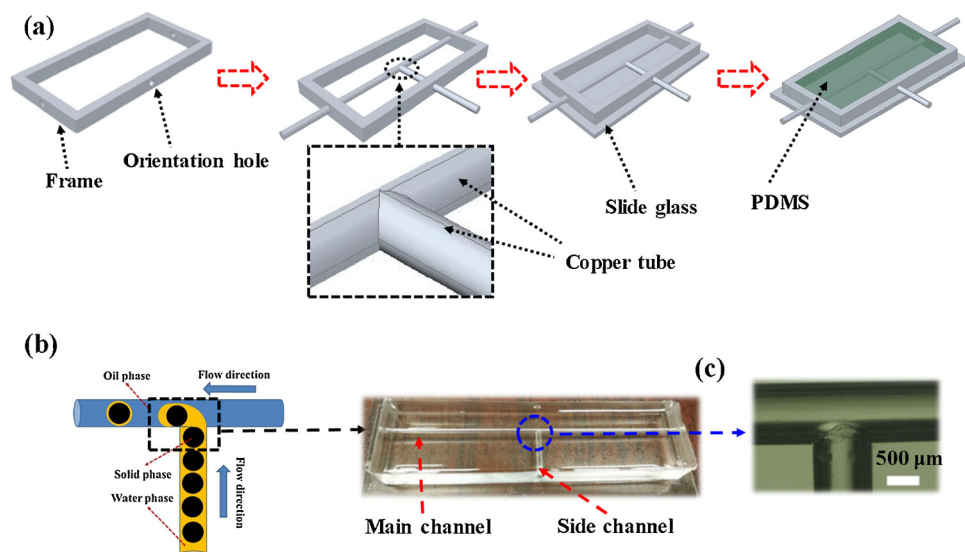 (a)
Orientation hole
Frame
Slide glass
PDMS
Copper tube
(b)
Oil phase
Flow direction
Solid phase
Water phase
Flow direction
Main channel
Side channel
(c)
500 μm